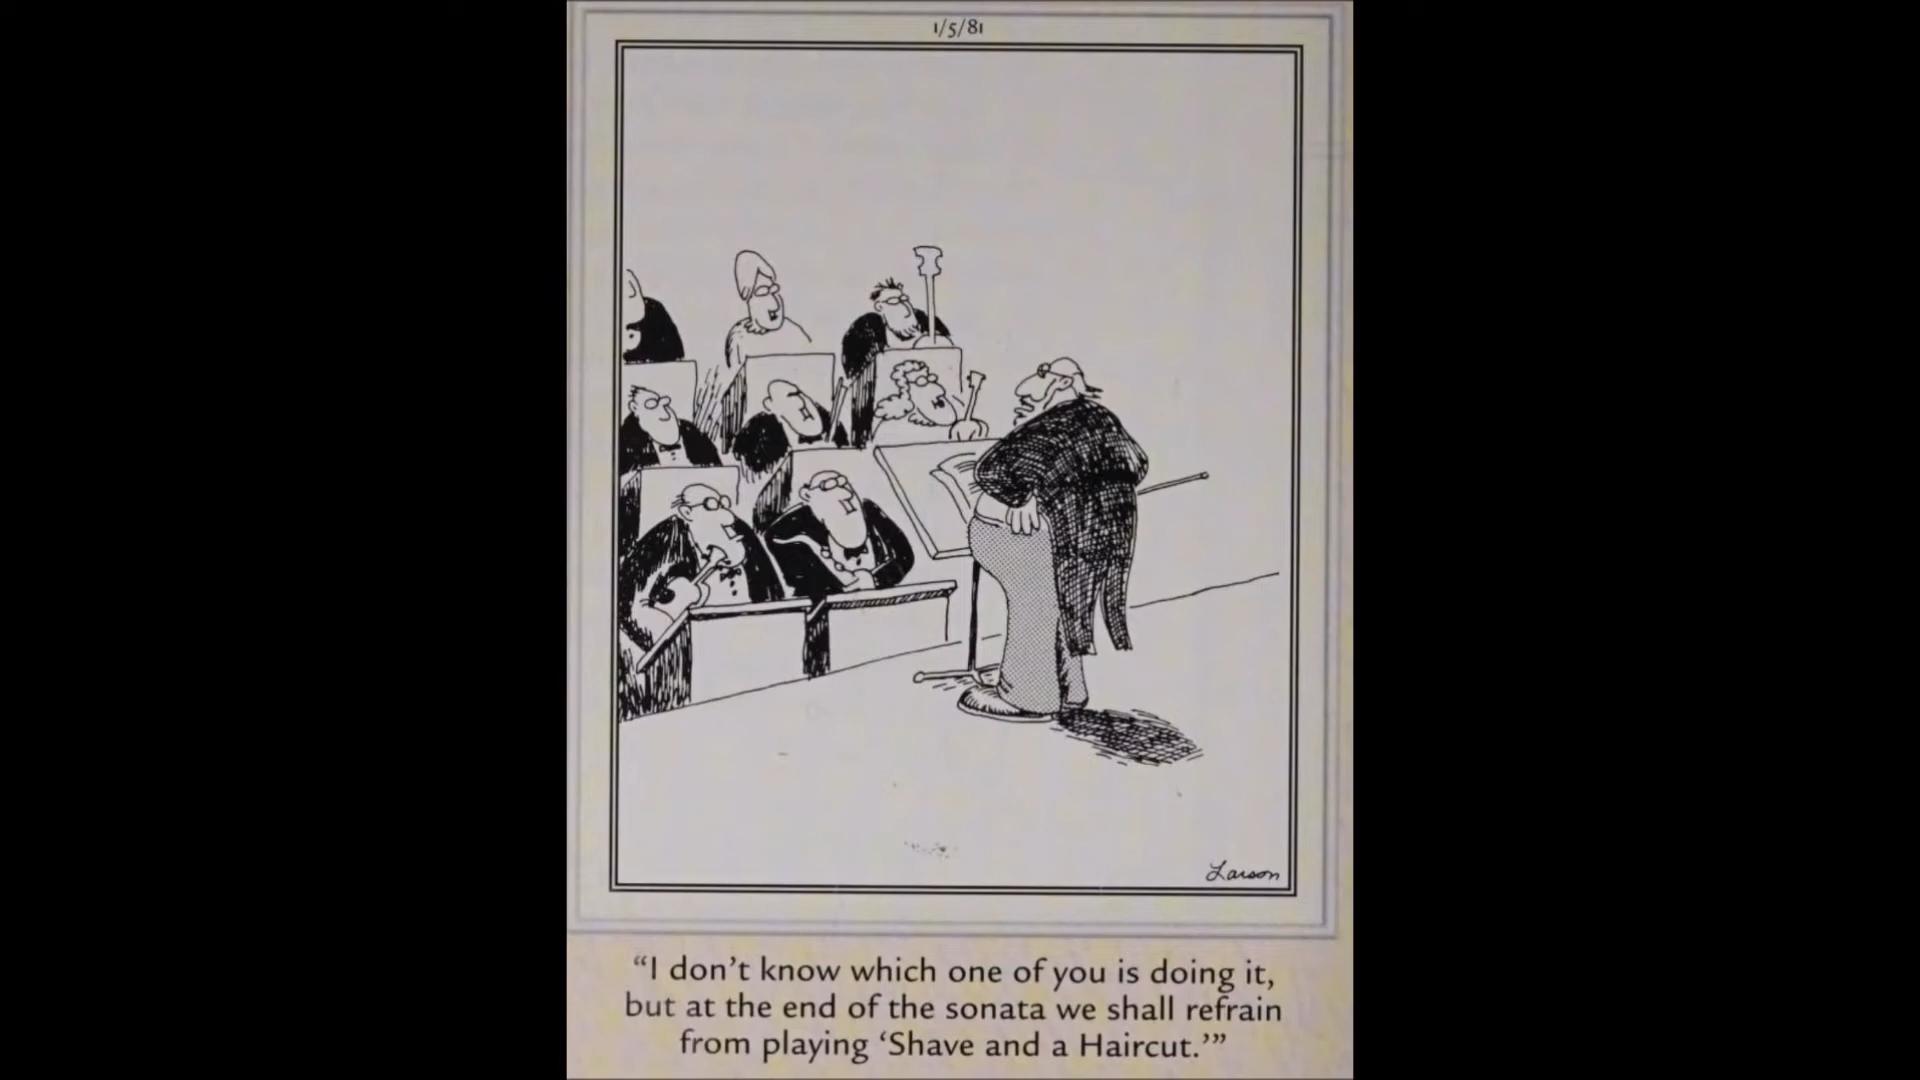 1/5/81
Larson
“I don’t know which one of you is doing it,
but at the end of the sonata we shall refrain
from playing ‘Shave and a Haircut.’”